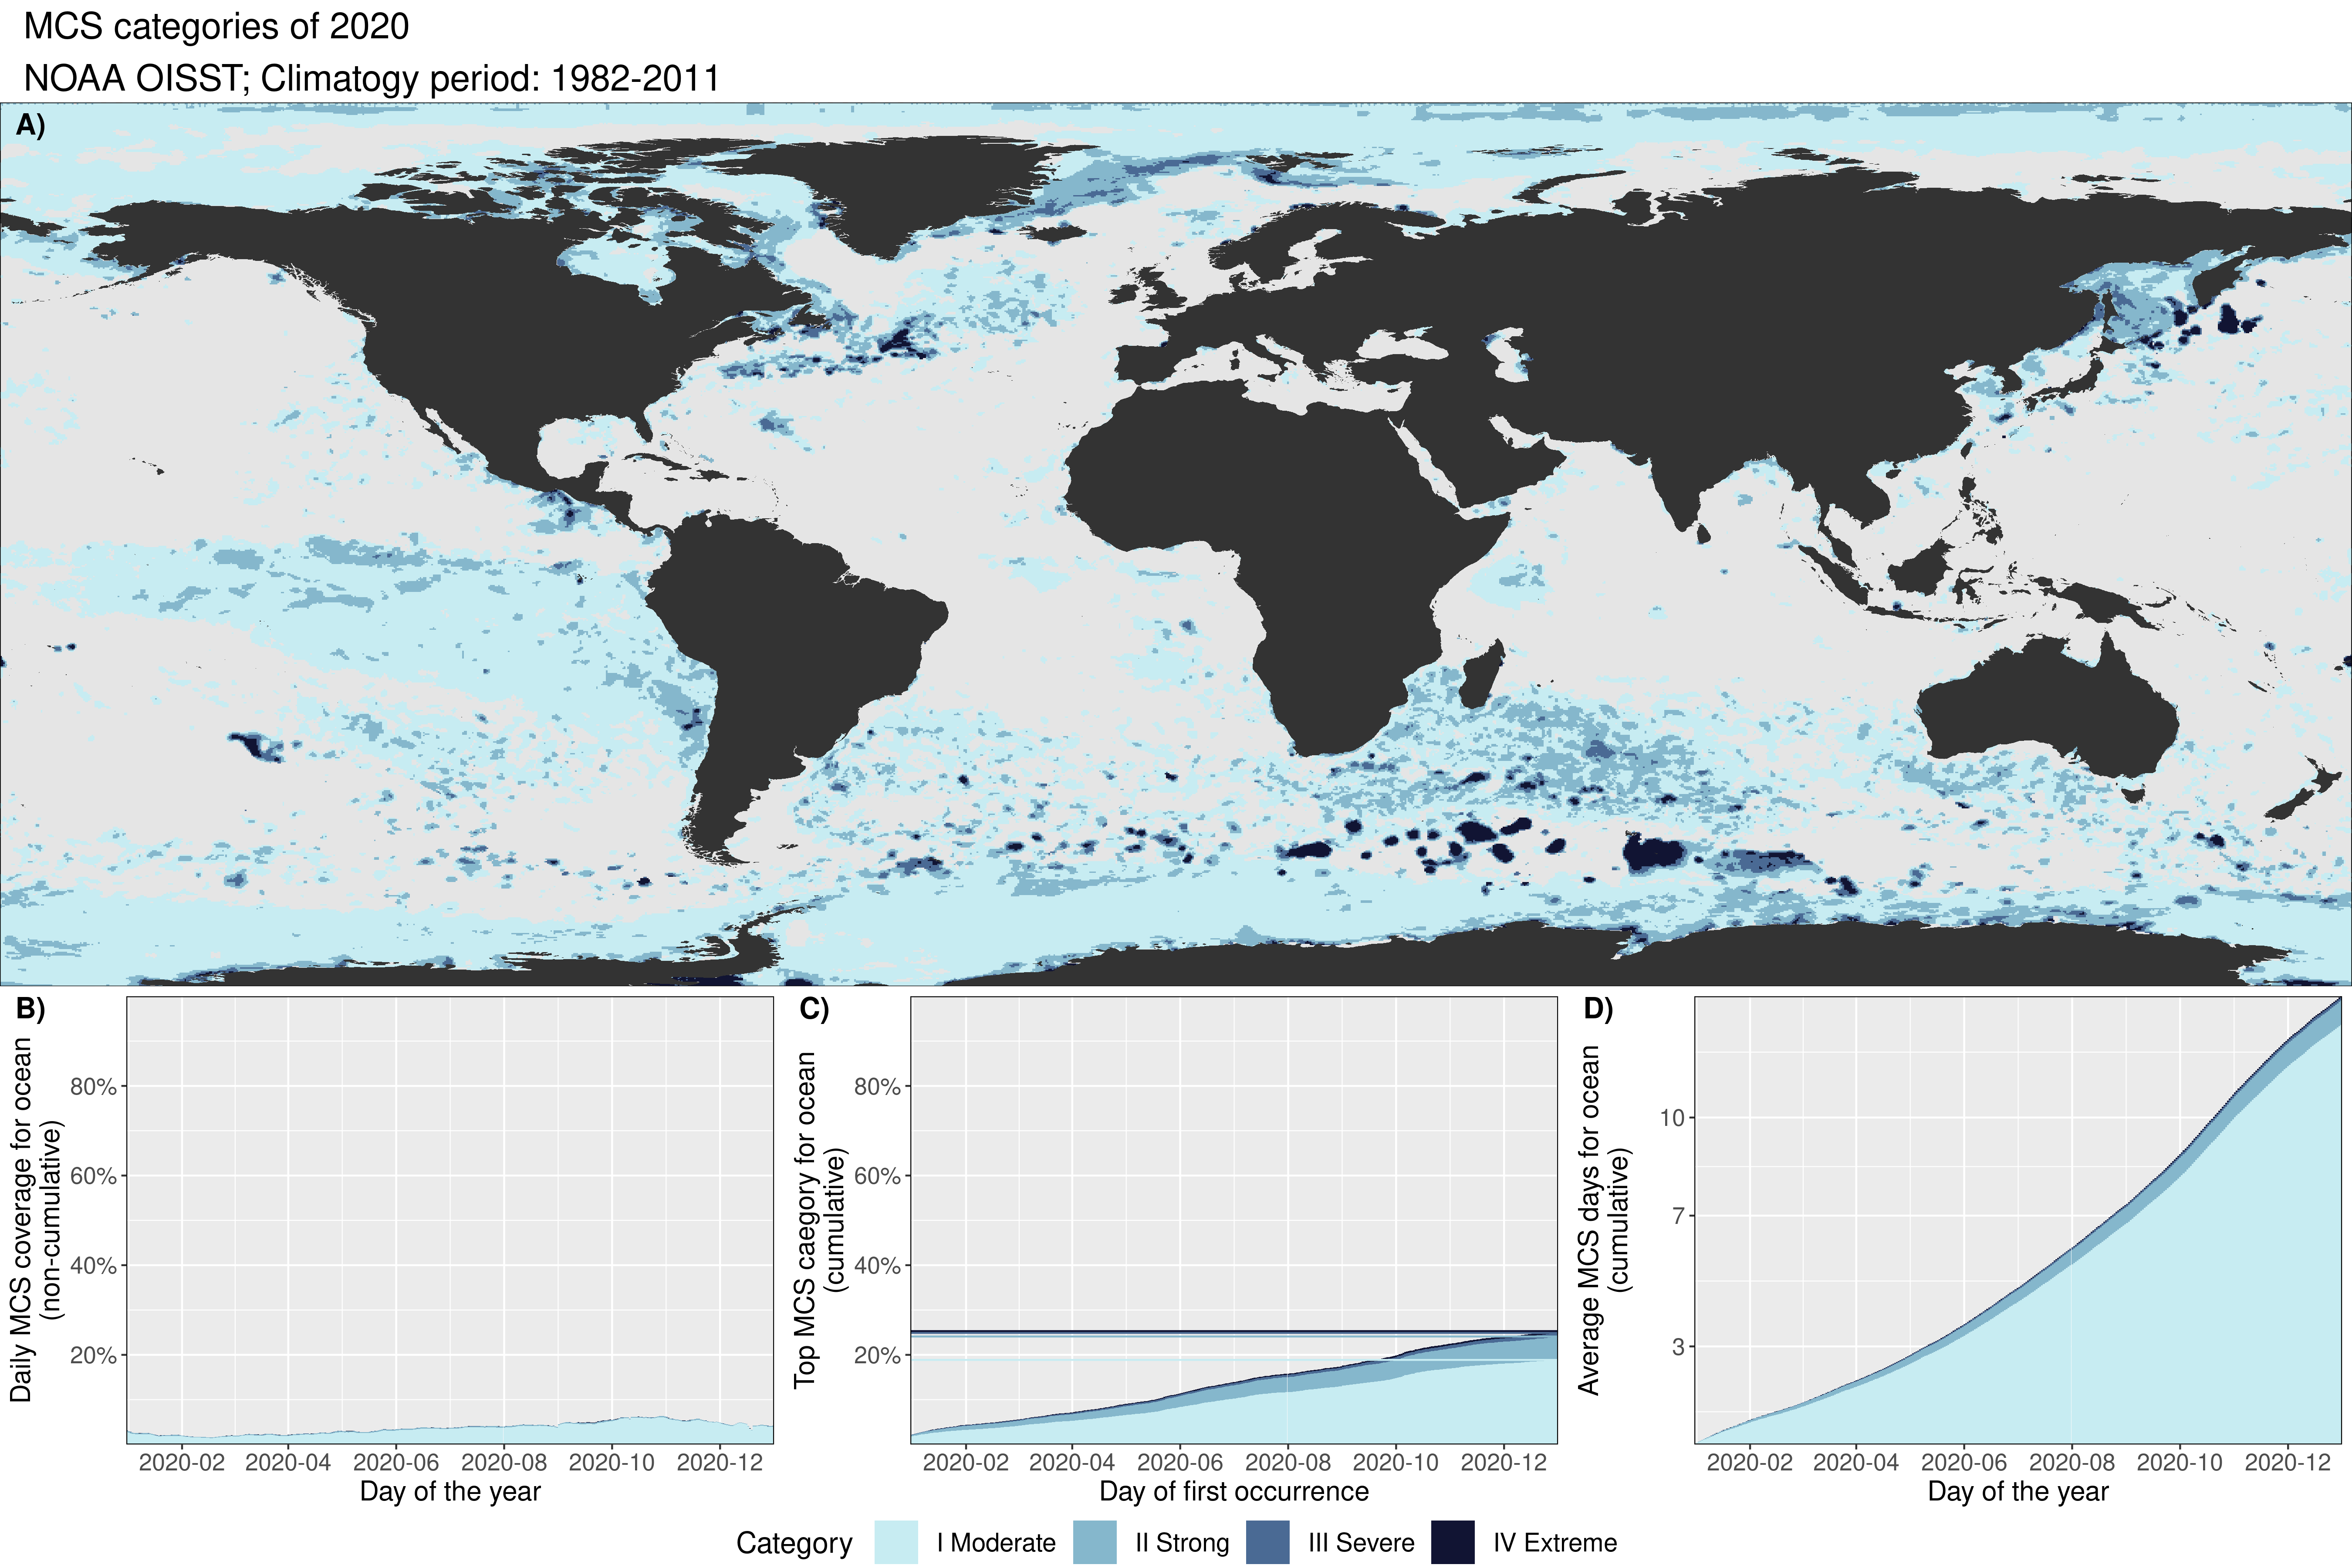 MCS categories of 2020
NOAA OISST; Climatogy period: 1982-2011
A)
B)
Daily MCS coverage for ocean
(non-cumulative)
80%
60%
40%
20%
2020-02 2020-04 2020-06 2020-08 2020-10 2020-12
Day of the year
C)
Top MCS caegory for ocean
(cumulative)
80%
60%
40%
20%
2020-02 2020-04 2020-06 2020-08 2020-10 2020-12
Day of first occurrence
D)
Average MCS days for ocean
(cumulative)
10
7
3
2020-02 2020-04 2020-06 2020-08 2020-10 2020-12
Day of the year
Category I Moderate II Strong III Severe IV Extreme